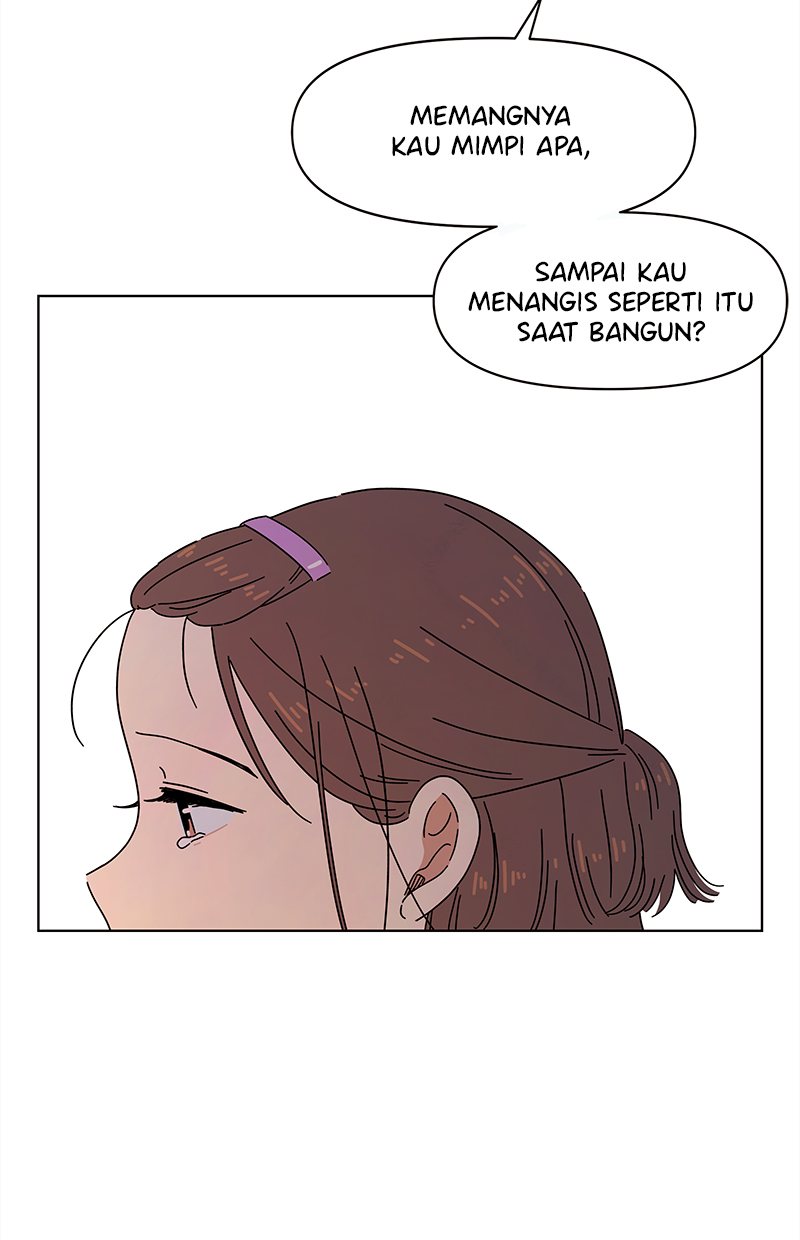 MEMANGNYA
KAU MIMPI APA,
SAMPAI KAU
MENANGIS SEPERTI ITU
SAAT BANGUN?